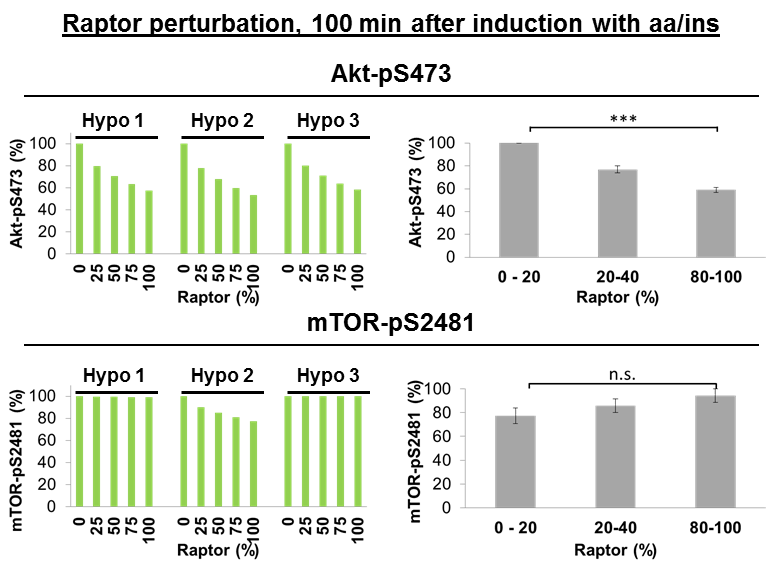 Raptor perturbation, 100 min after induction with aa/ins
Akt-pS473
Hypo 1 Hypo 2 Hypo 3
Akt-pS473 (%)
100
80
60
40
20
0
0 25 50 75 100 0 25 50 75 100 0 25 50 75 100
Raptor (%)
***
Akt-pS473 (%)
100
80
60
40
20
0
0 - 20 20-40 80-100
Raptor (%)
mTOR-pS2481
Hypo 1 Hypo 2 Hypo 3
mTOR-pS2481 (%)
100
80
60
40
20
0
0 25 50 75 100 0 25 50 75 100 0 25 50 75 100
Raptor (%)
n.s.
mTOR-pS2481 (%)
100
80
60
40
20
0
0 - 20 20-40 80-100
Raptor (%)